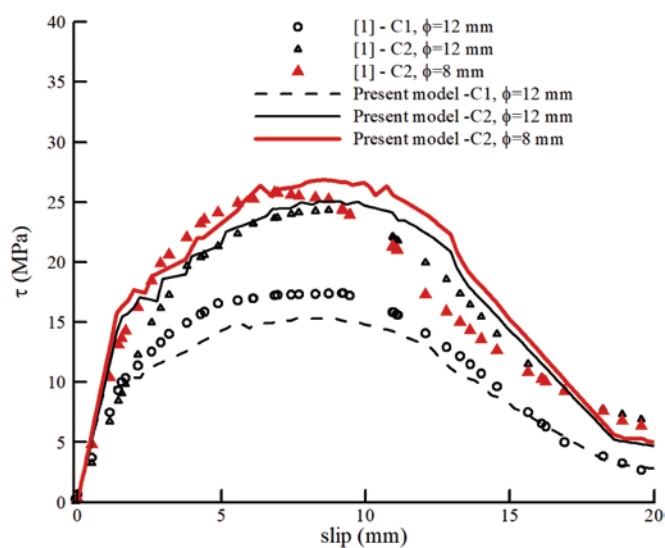 [1] - C1, ϕ=12 mm
[1] - C2, ϕ=12 mm
[1] - C2, ϕ=8 mm
Present model -C1, ϕ=12 mm
Present model -C2, ϕ=12 mm
Present model -C2, ϕ=8 mm
τ (MPa)
40
35
30
25
20
15
10
5
0
0 5 10 15 20
slip (mm)